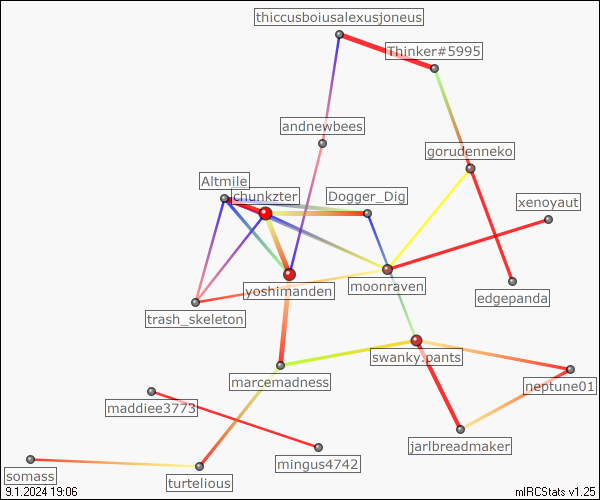 thiccusboiusalexusjoneus
Thinker#5995
andnewbees
gorudenneko
Altmile
chunkzter
Dogger_Dig
xenoyaut
yoshimanden
moonraven
edgepanda
trash_skeleton
swanky.pants
marcemadness
neptune01
maddiee3773
jarlbreadmaker
mingus4742
somass
turtelious
9.1.2024 19:06
mIRCStats v1.25